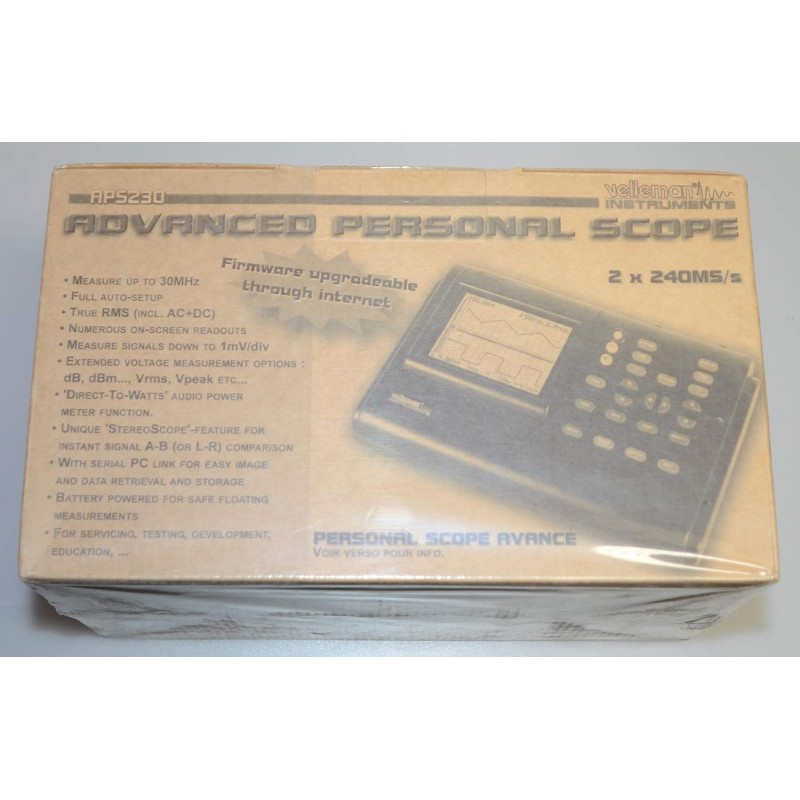 APS230
velleman
INSTRUMENTS
ADVANCED PERSONAL SCOPE
2 x 240MS/s
Firmware upgradeable
through internet
• MEASURE UP TO 30MHz
• FULL AUTO-SETUP
• TRUE RMS (INCL. AC+DC)
• NUMEROUS ON-SCREEN READOUTS
• MEASURE SIGNALS DOWN TO 1mV/div
• EXTENDED VOLTAGE MEASUREMENT OPTIONS :
dB, dBm..., Vrms, Vpeak ETC...
• 'DIRECT-TO-WATTS' AUDIO POWER
METER FUNCTION.
• UNIQUE 'STEREOSCOPE'-FEATURE FOR
INSTANT SIGNAL A-B (OR L-R) COMPARISON
• WITH SERIAL PC LINK FOR EASY IMAGE
AND DATA RETRIEVAL AND STORAGE
• BATTERY POWERED FOR SAFE FLOATING
MEASUREMENTS
• FOR SERVICING, TESTING, DEVELOPMENT,
EDUCATION, ...
PERSONAL SCOPE AVANCÉ
VOIR VERSO POUR INFO.